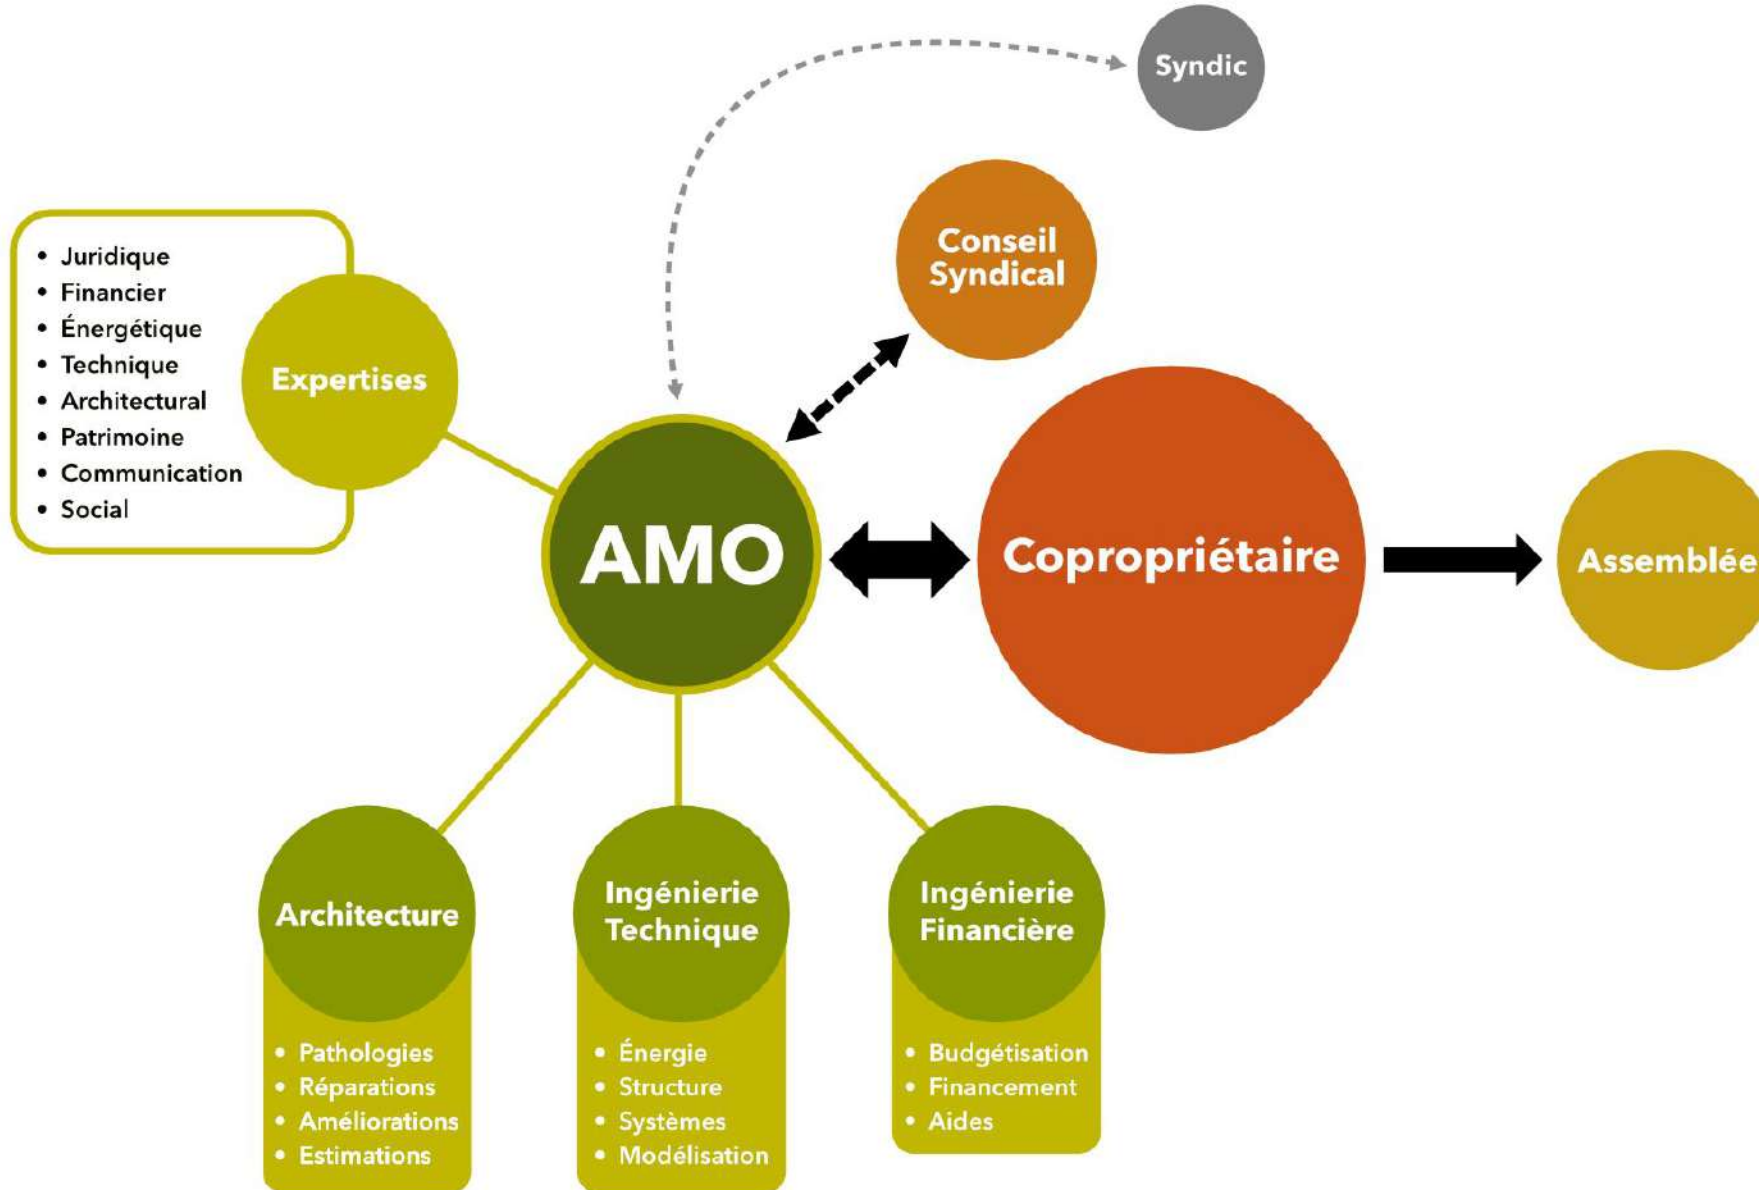 Syndic
Conseil
Syndical
• Juridique
• Financier
• Énergétique
• Technique
• Architectural
• Patrimoine
• Communication
• Social
Expertises
AMO
Copropriétaire
Assemblée
Architecture
• Pathologies
• Réparations
• Améliorations
• Estimations
Ingénierie
Technique
• Énergie
• Structure
• Systèmes
• Modélisation
Ingénierie
Financière
• Budgétisation
• Financement
• Aides